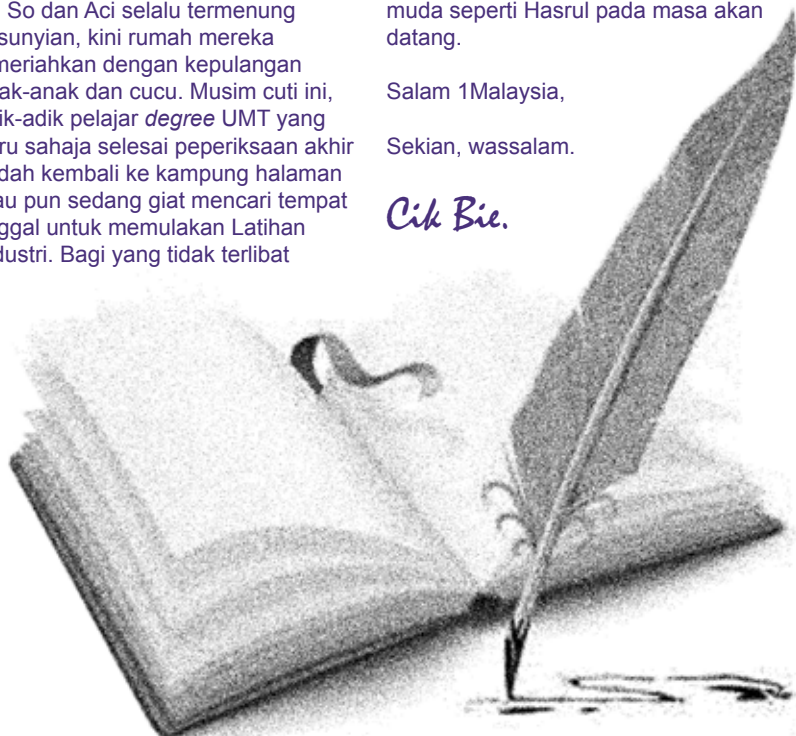 So dan Aci selalu termenung
sunyian, kini rumah mereka
meriahkan dengan kepulangan
ak-anak dan cucu. Musim cuti ini,
ik-adik pelajar degree UMT yang
ru sahaja selesai peperiksaan akhir
dah kembali ke kampung halaman
au pun sedang giat mencari tempat
ggal untuk memulakan Latihan
dustri. Bagi yang tidak terlibat
muda seperti Hasrul pada masa akan
datang.
Salam 1Malaysia,
Sekian, wassalam.
Cik Bie.